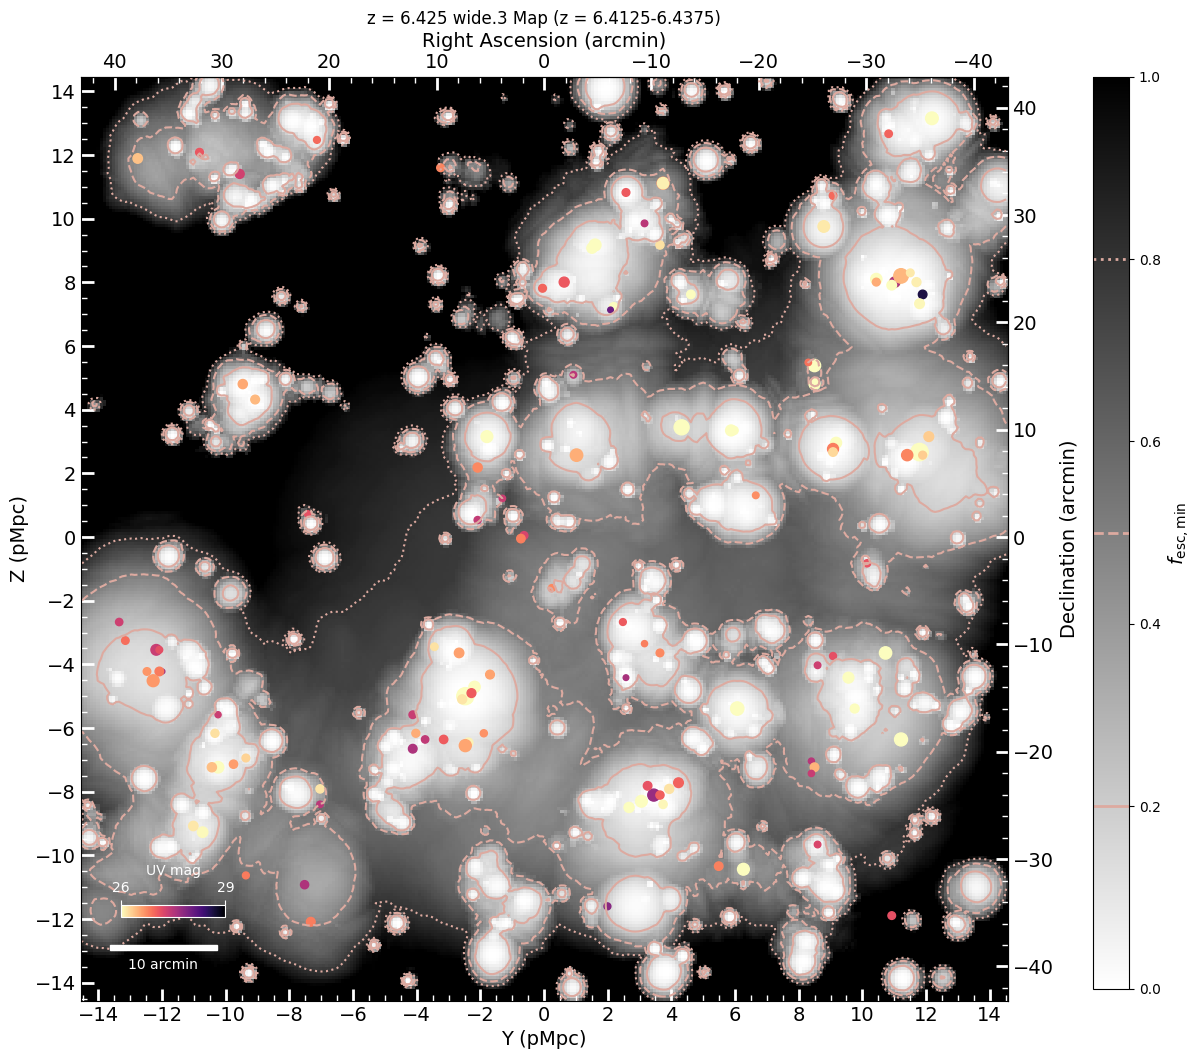 z = 6.425 wide.3 Map (z = 6.4125-6.4375)
Right Ascension (arcmin)
40 30 20 10 0 −10 −20 −30 −40
14 12 10 8 6 4 2 0 −2 −4 −6 −8 −10 −12 −14
Z (pMpc)
40 30 20 10 0 −10 −20 −30 −40
Declination (arcmin)
UV mag
26 29
10 arcmin
−14 −12 −10 −8 −6 −4 −2 0 2 4 6 8 10 12 14
Y (pMpc)
1.0 0.8 0.6 0.4 0.2 0.0
fesc,min